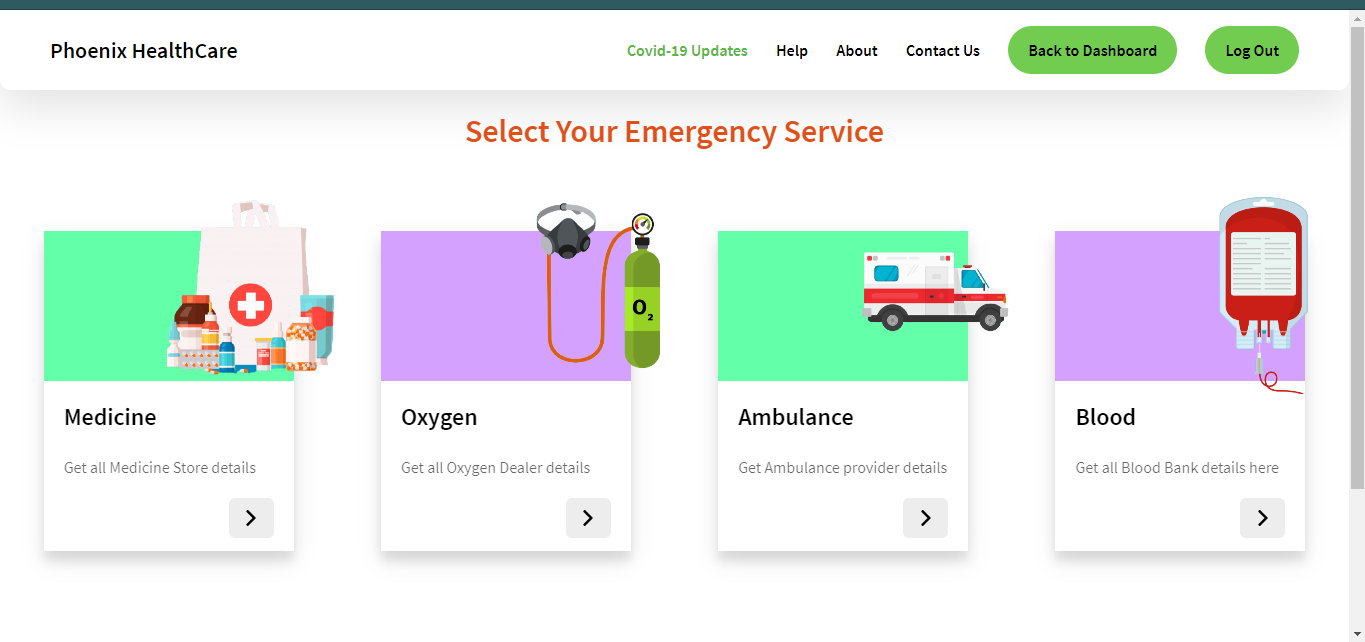 Phoenix HealthCare
Covid-19 Updates
Help
About
Contact Us
Back to Dashboard
Log Out
Select Your Emergency Service
O2
Medicine
Get all Medicine Store details
Oxygen
Get all Oxygen Dealer details
Ambulance
Get Ambulance provider details
Blood
Get all Blood Bank details here